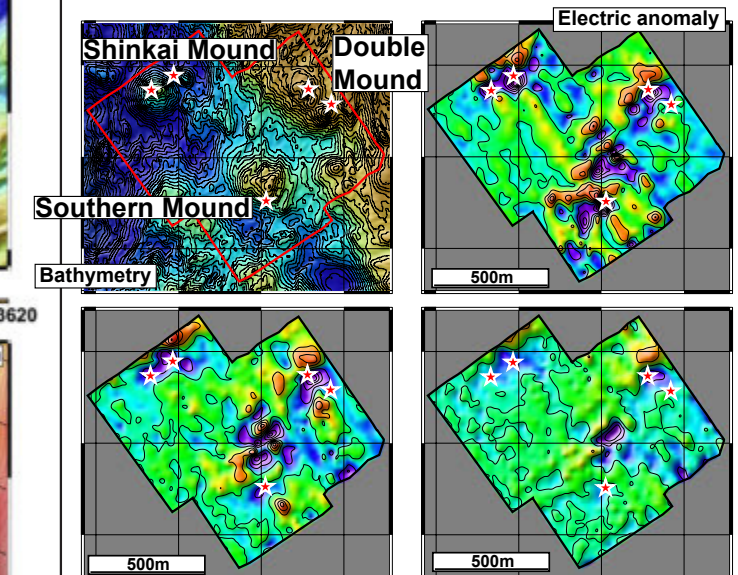 Electric anomaly
Shinkai Mound
Double
Mound
Southern Mound
Bathymetry
500m
3620
500m
500m